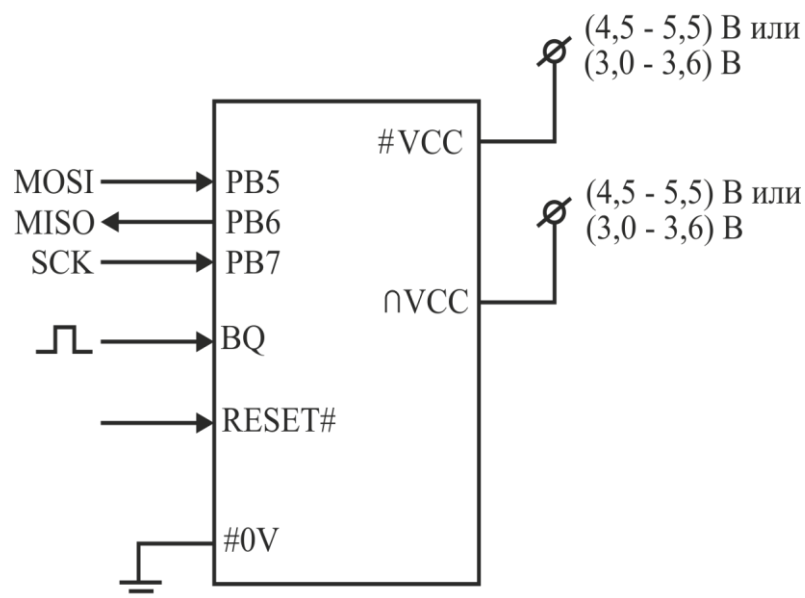 (4,5 - 5,5) В или
(3,0 - 3,6) В
#VCC
MOSI
PB5
MISO
PB6
SCK
PB7
(4,5 - 5,5) В или
(3,0 - 3,6) В
∩VCC
BQ
RESET#
#0V